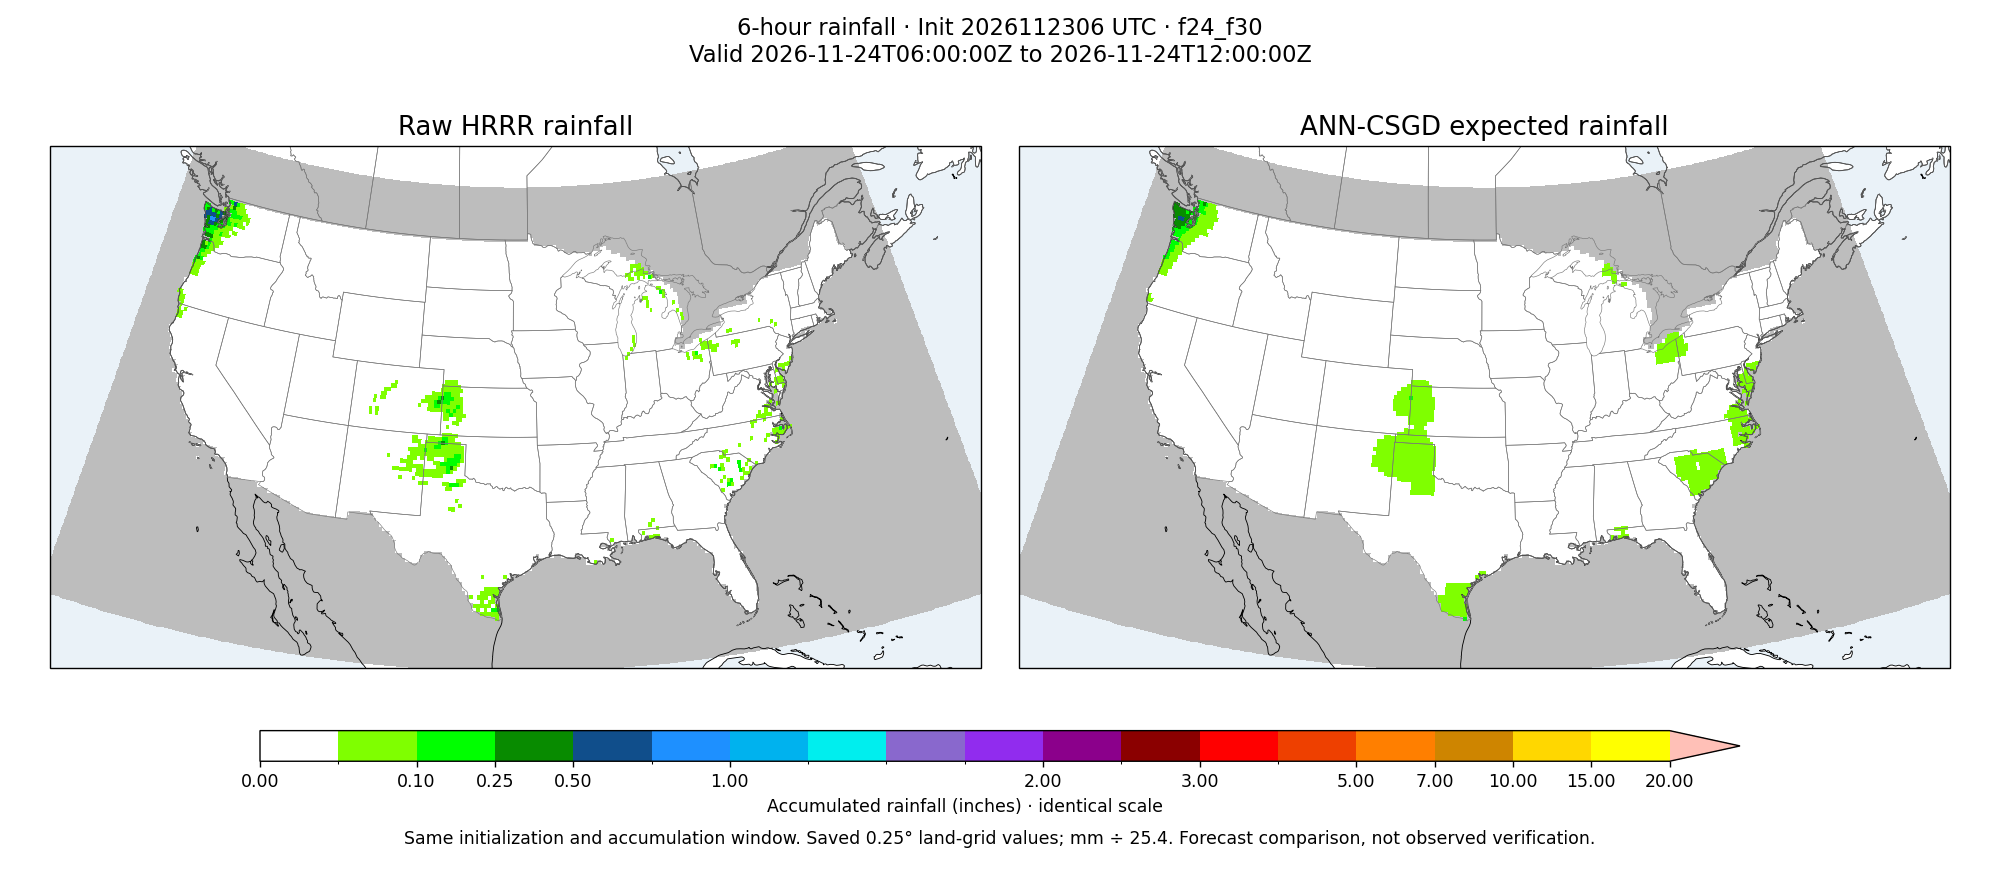 6-hour rainfall · Init 2026112306 UTC · f24_f30
Valid 2026-11-24T06:00:00Z to 2026-11-24T12:00:00Z
Raw HRRR rainfall
ANN-CSGD expected rainfall
0.00 0.10 0.25 0.50 1.00 2.00 3.00 5.00 7.00 10.00 15.00 20.00
Accumulated rainfall (inches) · identical scale
Same initialization and accumulation window. Saved 0.25° land-grid values; mm ÷ 25.4. Forecast comparison, not observed verification.